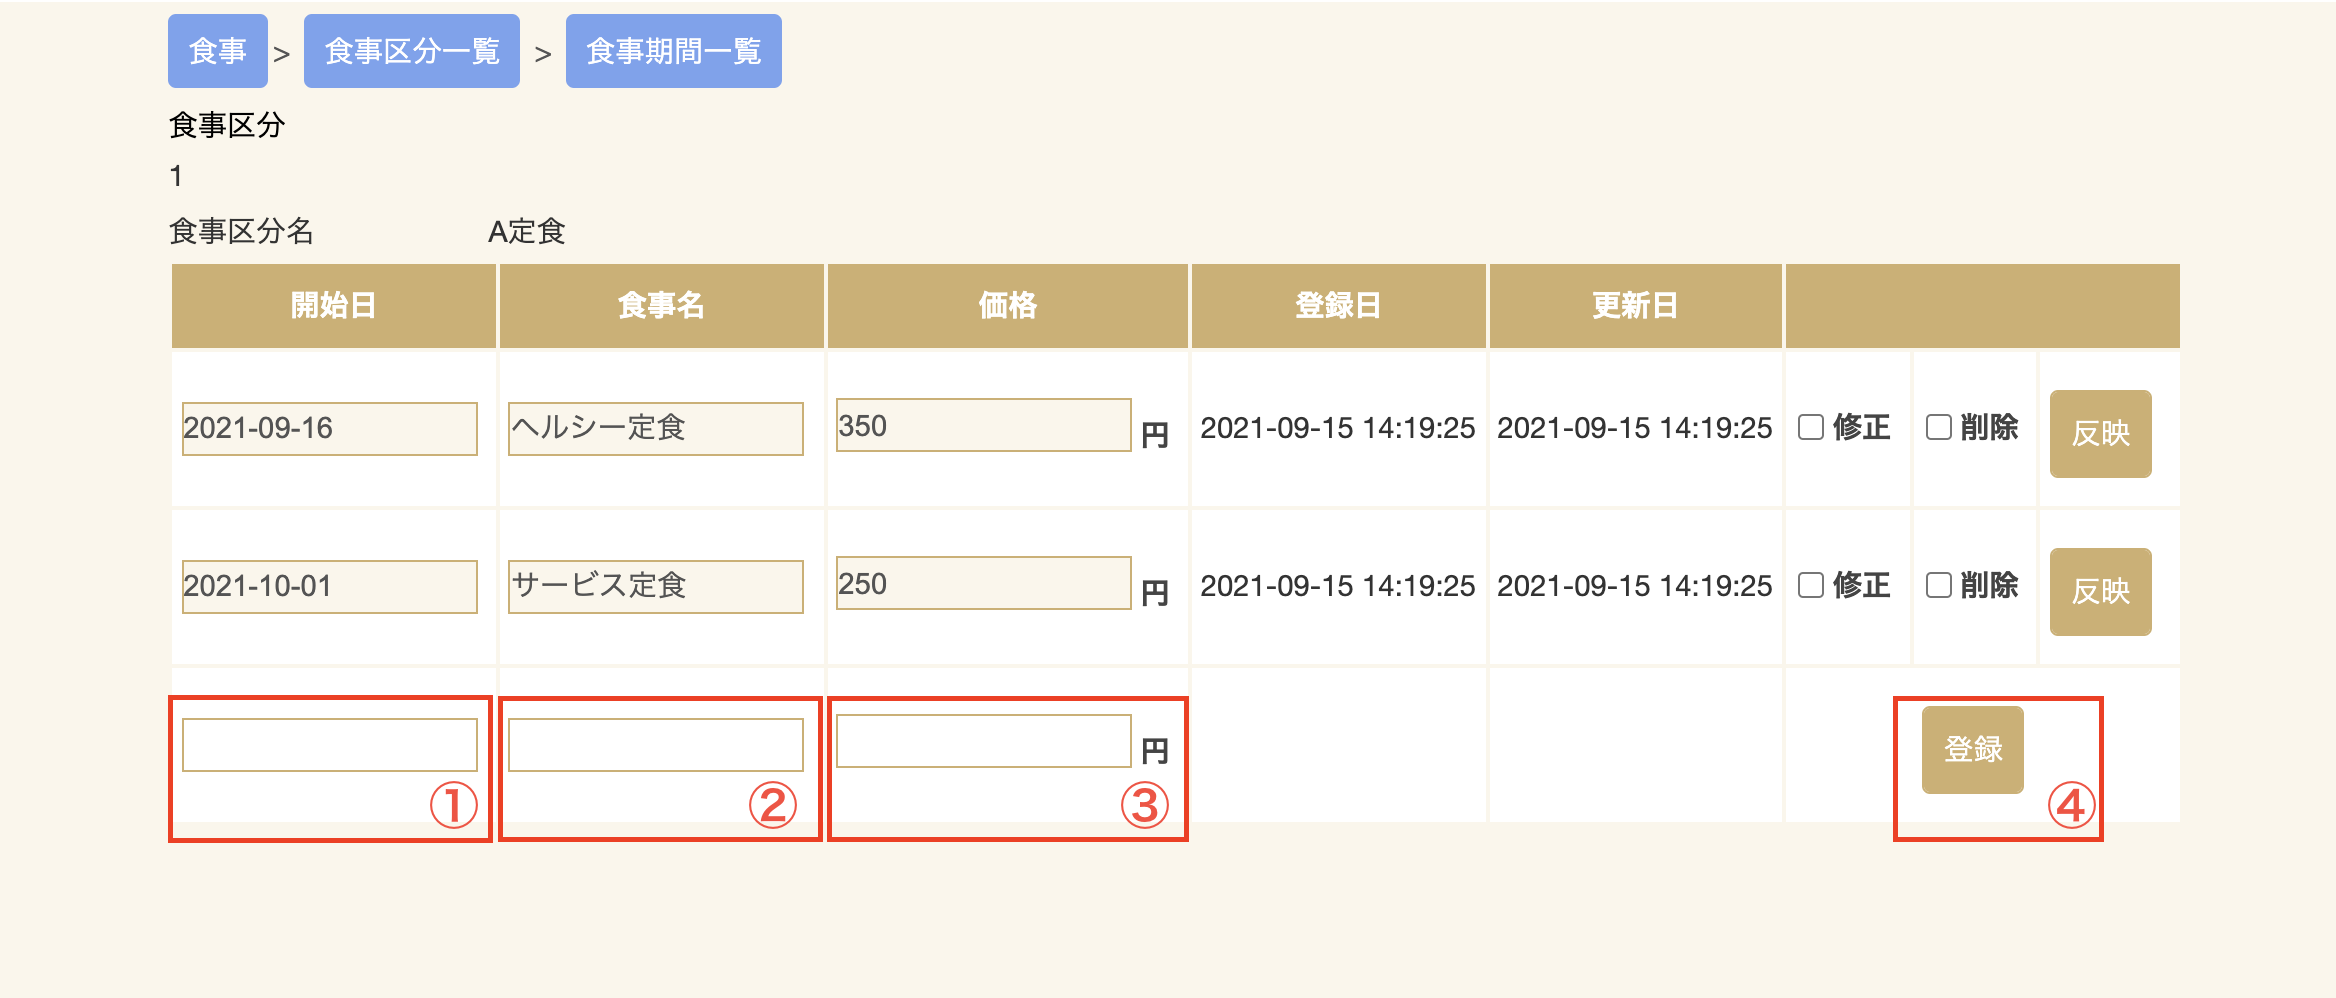 食事 > 食事区分一覧 > 食事期間一覧
食事区分
1
食事区分名 A定食
開始日 食事名 価格 登録日 更新日
2021-09-16 ヘルシー定食 350 円 2021-09-15 14:19:25 2021-09-15 14:19:25 修正 削除 反映
2021-10-01 サービス定食 250 円 2021-09-15 14:19:25 2021-09-15 14:19:25 修正 削除 反映
円 登録
① ② ③ ④